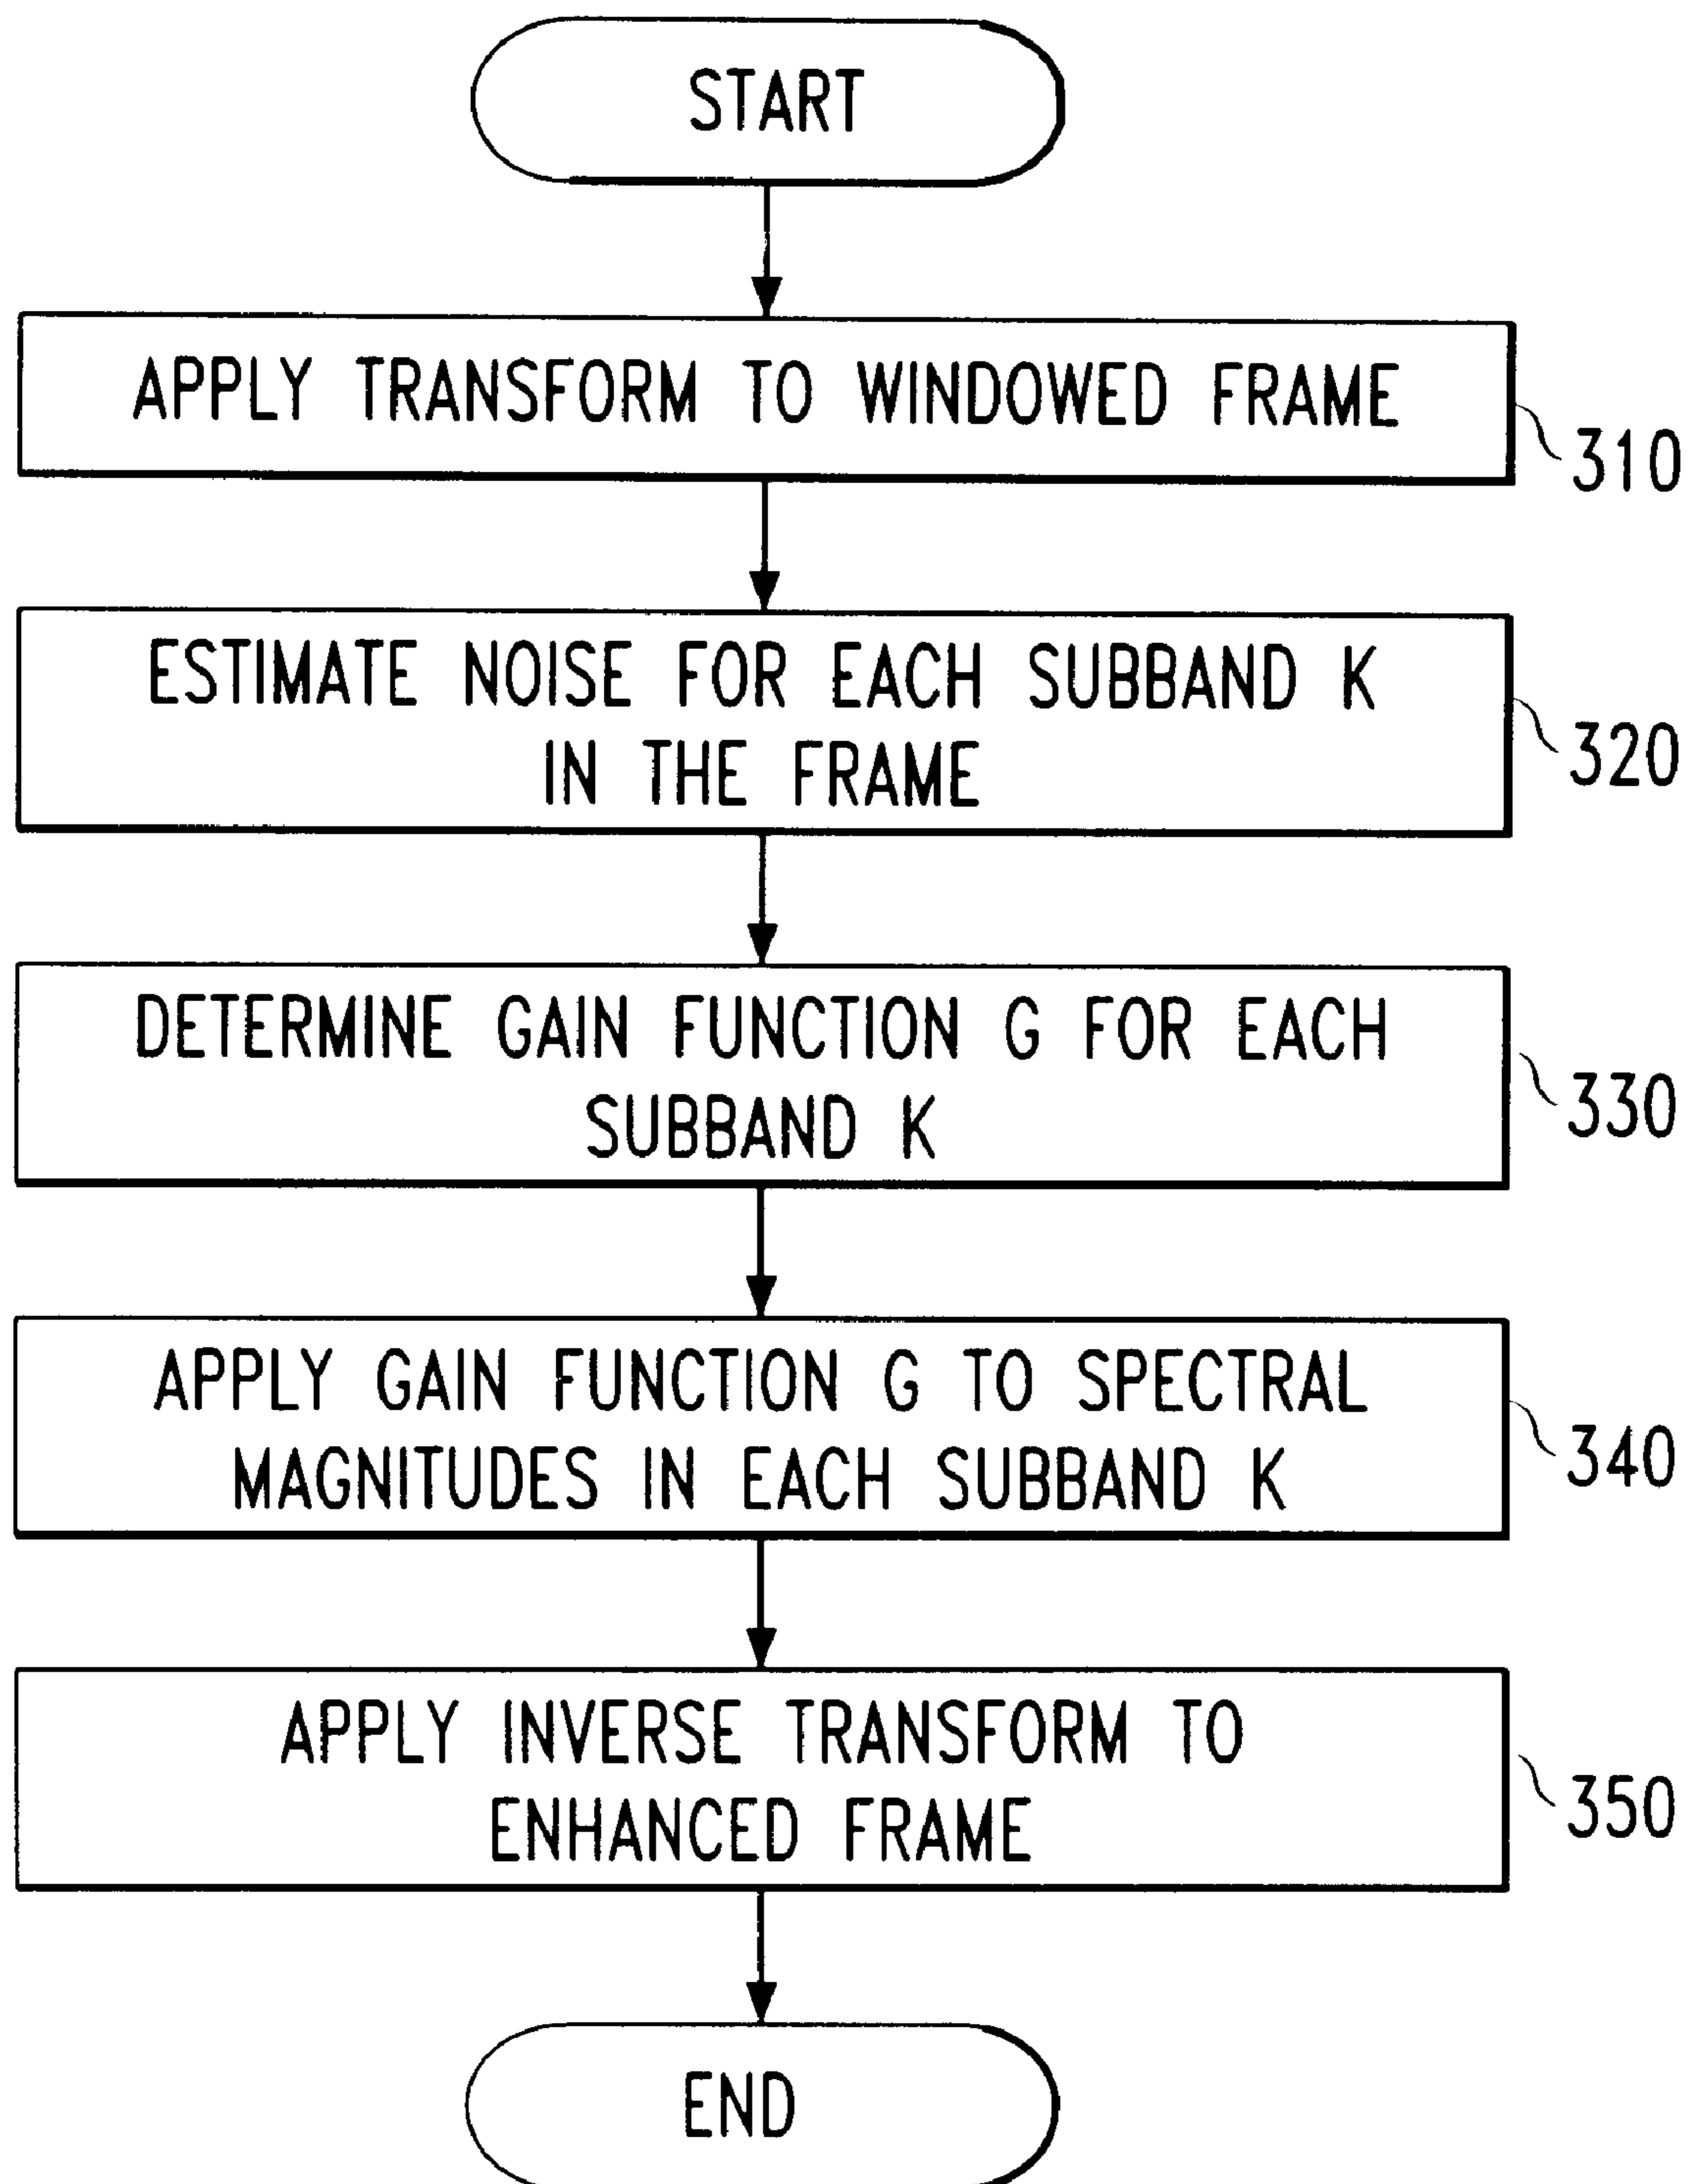 START
APPLY TRANSFORM TO WINDOWED FRAME
310
ESTIMATE NOISE FOR EACH SUBBAND K
IN THE FRAME
320
DETERMINE GAIN FUNCTION G FOR EACH
SUBBAND K
330
APPLY GAIN FUNCTION G TO SPECTRAL
MAGNITUDES IN EACH SUBBAND K
340
APPLY INVERSE TRANSFORM TO
ENHANCED FRAME
350
END